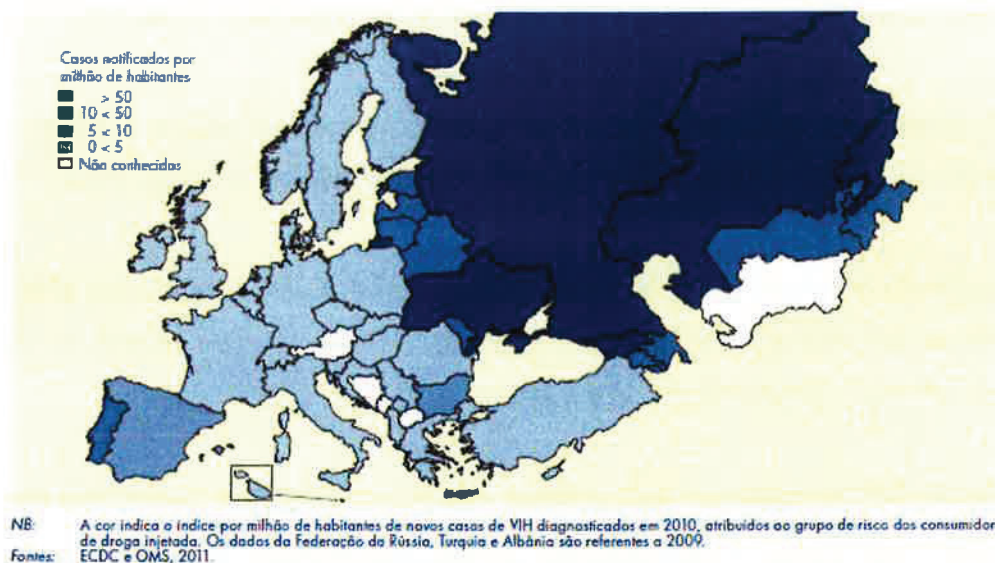 Casos notificados por
milhão de habitantes
> 50
10 < 50
5 < 10
0 < 5
Não conhecidos
NB: A cor indica o índice por milhão de habitantes de novos casos de VIH diagnosticados em 2010, atribuídos ao grupo de risco dos consumidor
de droga injetada. Os dados da Federação da Rússia, Turquia e Albânia são referentes a 2009.
Fontes: ECDC e OMS, 2011.